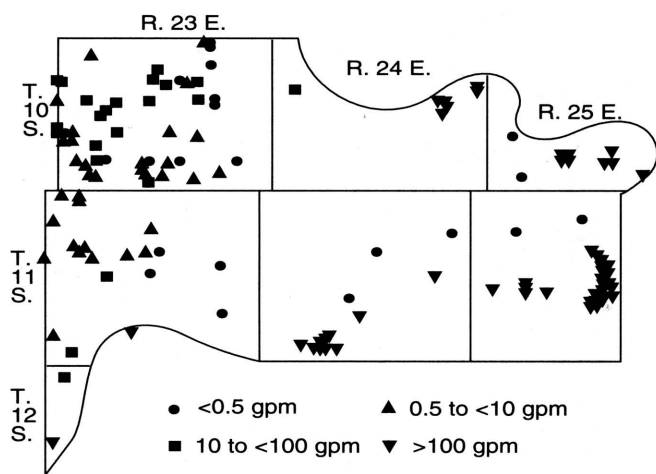 R. 23 E.
R. 24 E.
R. 25 E.
T.
10
S.
T.
11
S.
T.
12
S.
<0.5 gpm
0.5 to <10 gpm
10 to <100 gpm
>100 gpm